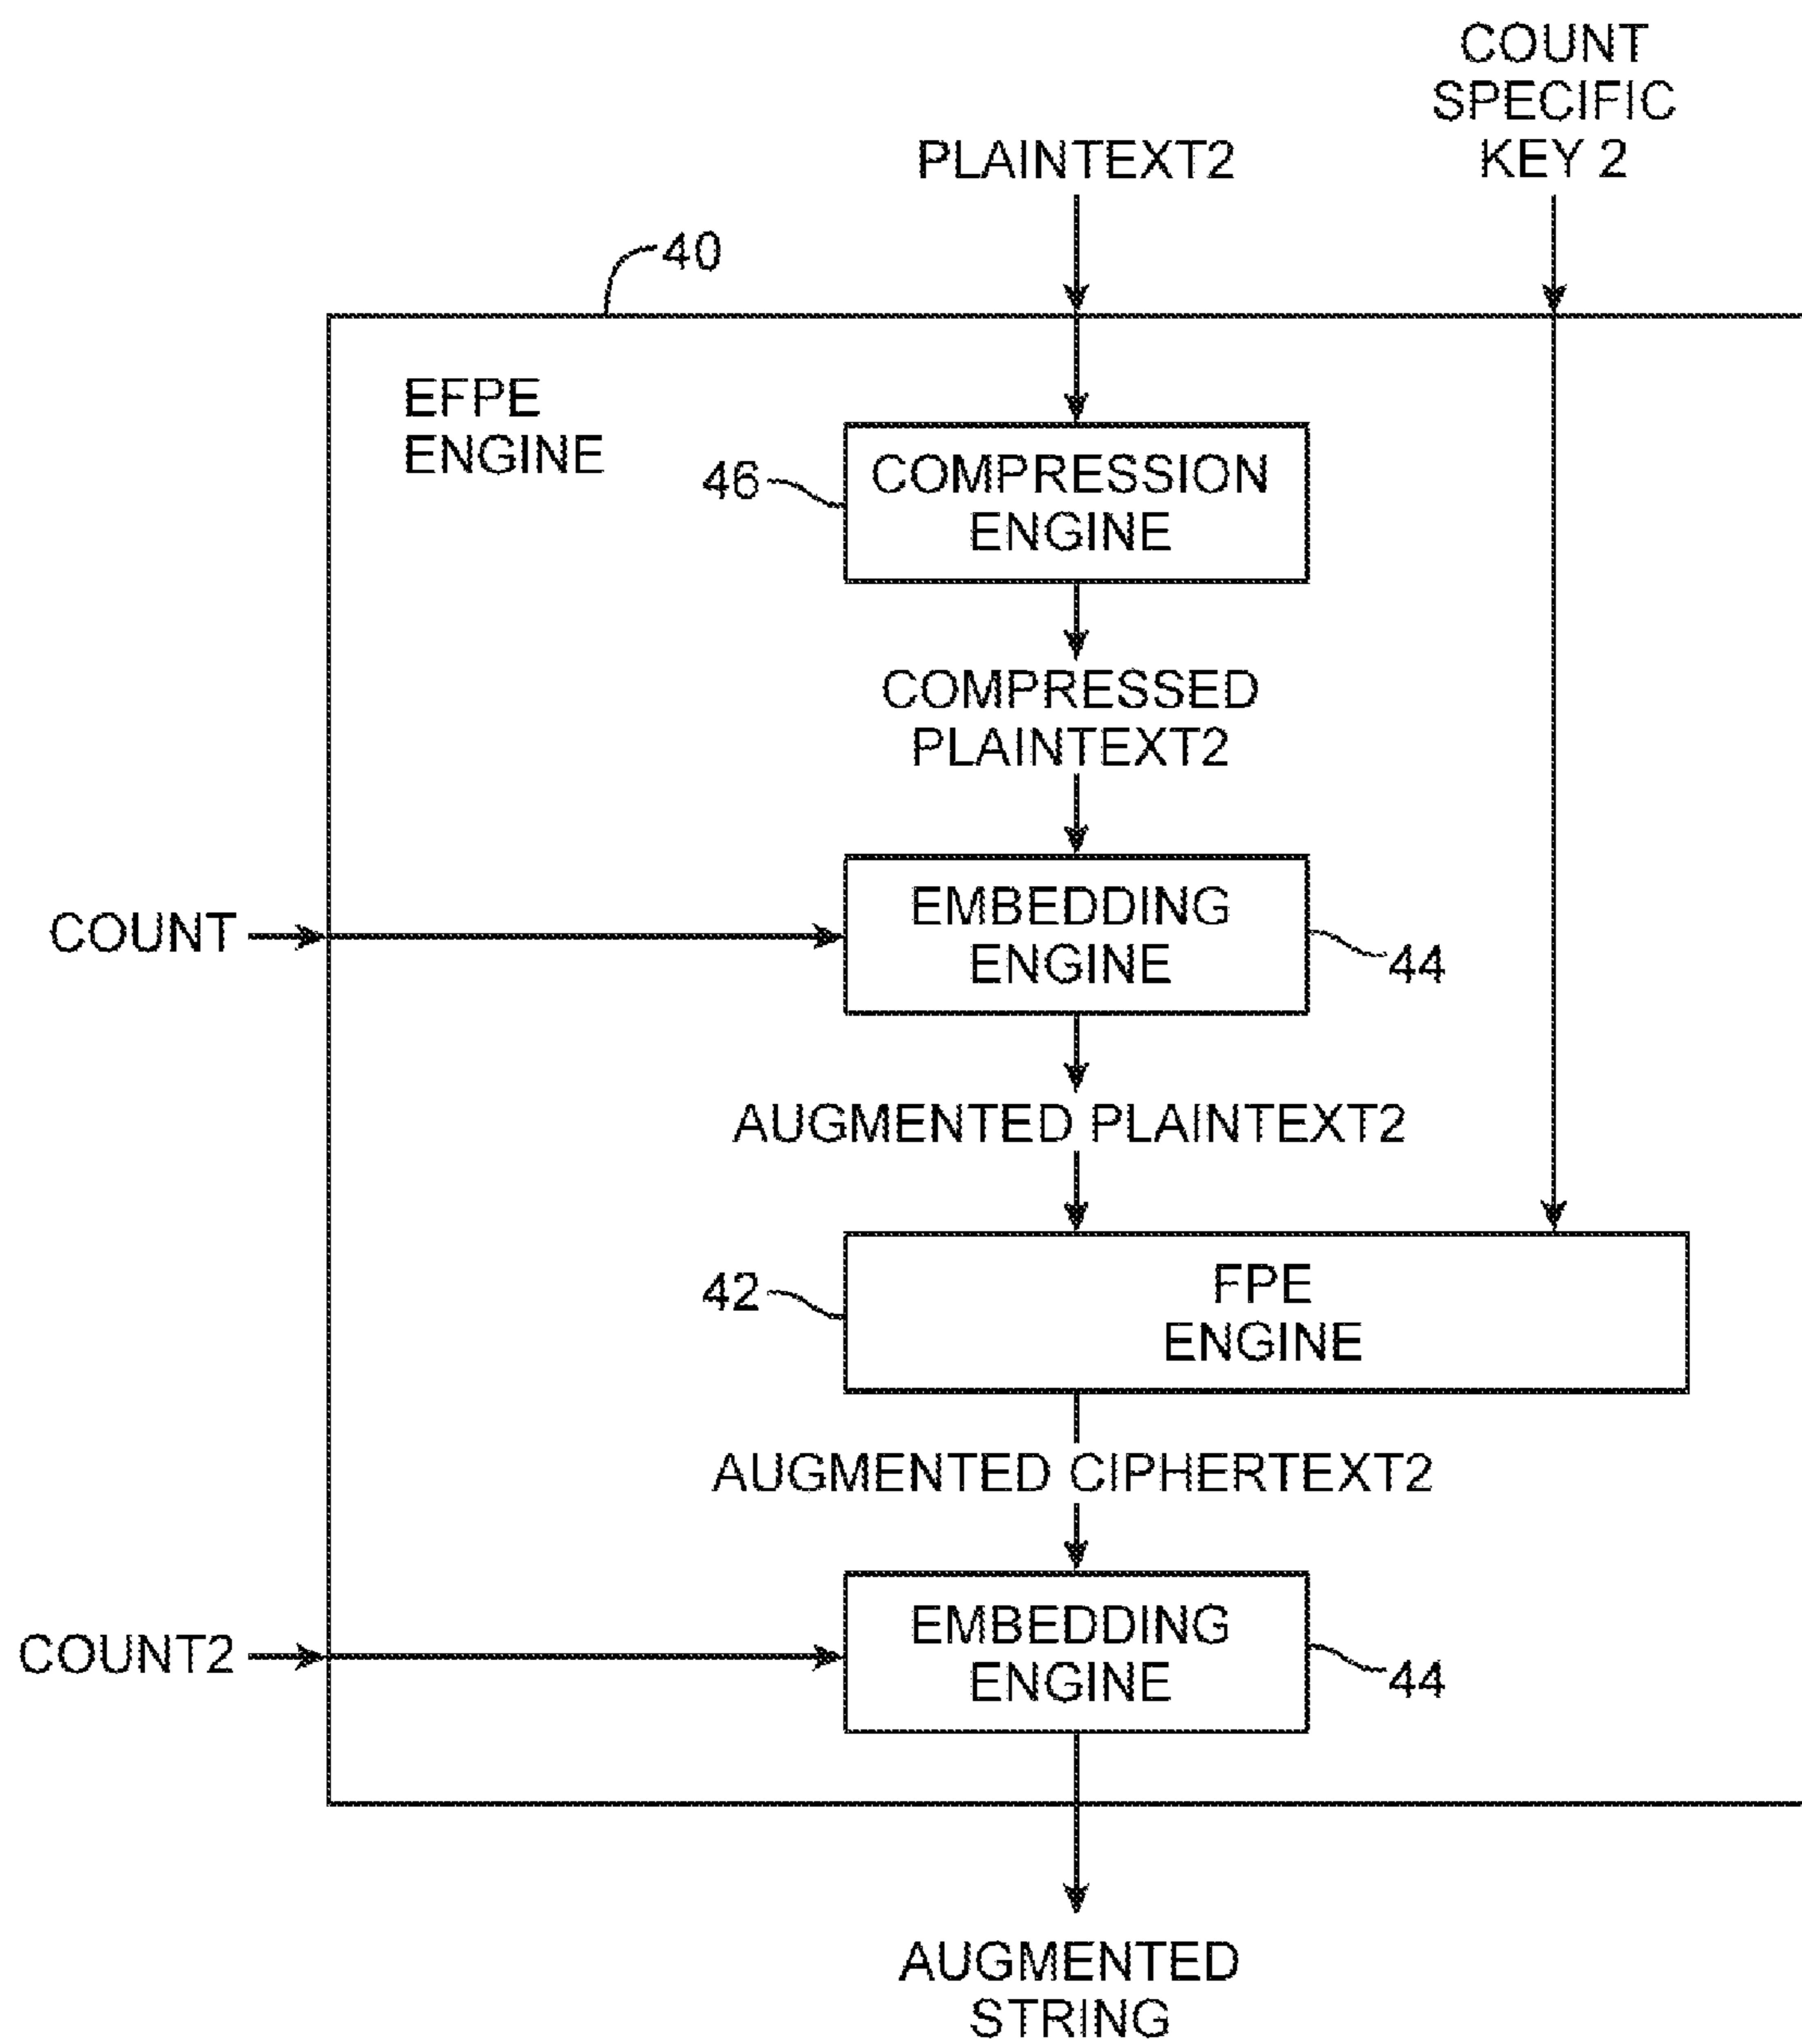 COUNT
SPECIFIC
KEY 2
PLAINTEXT2
40
EFPE
ENGINE
46
COMPRESSION
ENGINE
COMPRESSED
PLAINTEXT2
COUNT
EMBEDDING
ENGINE
44
AUGMENTED PLAINTEXT2
42
FPE
ENGINE
AUGMENTED CIPHERTEXT2
COUNT2
EMBEDDING
ENGINE
44
AUGMENTED
STRING